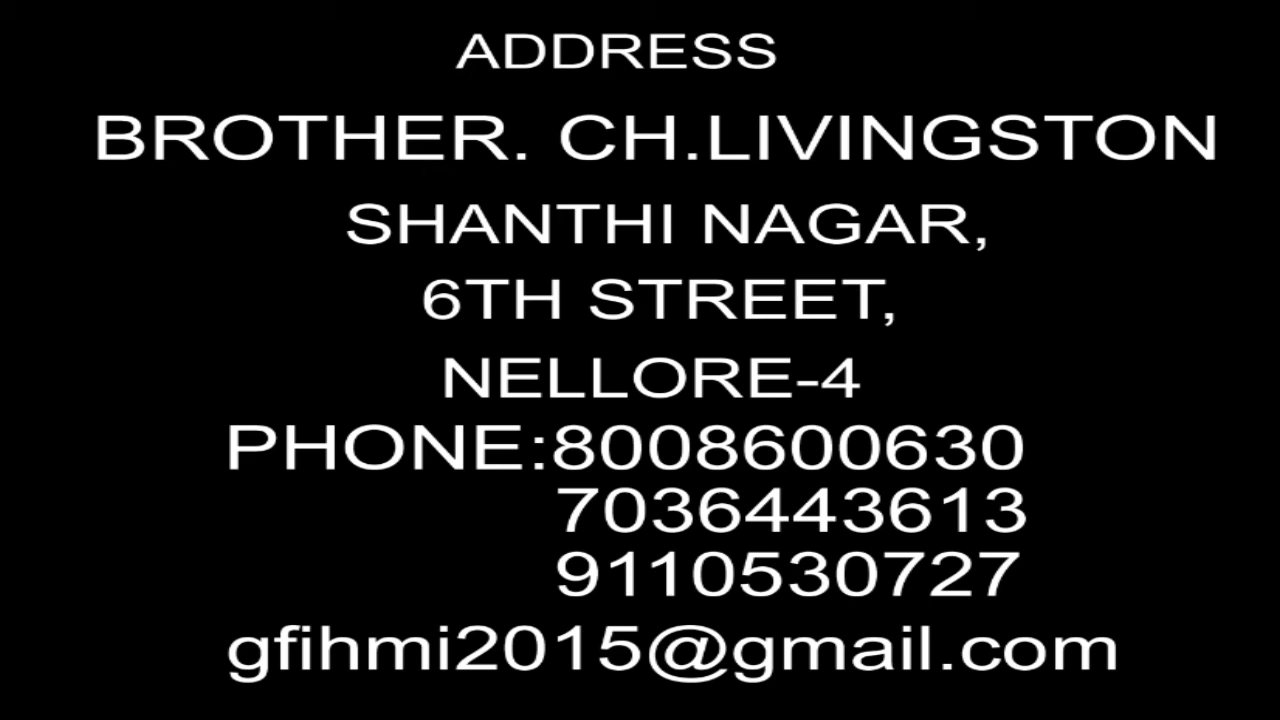 ADDRESS
BROTHER. CH.LIVINGSTON
SHANTHI NAGAR,
6TH STREET,
NELLORE-4
PHONE:8008600630
7036443613
9110530727
gfihmi2015@gmail.com